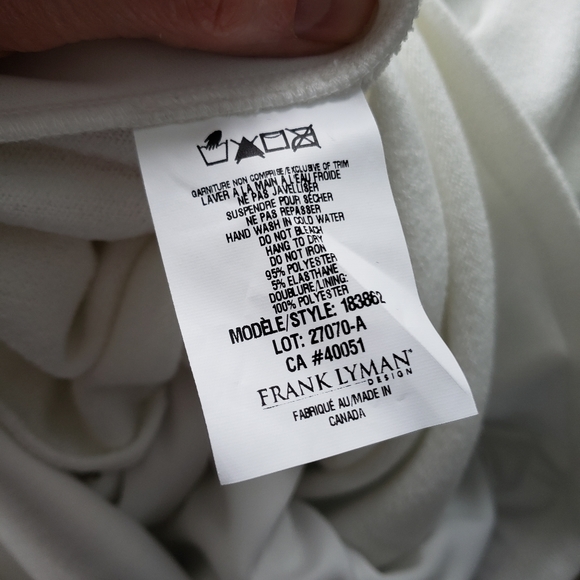 GARNITURE NON COMPRISE/EXCLUSIVE OF TRIM
LAVER A LA MAIN A L'EAU FROIDE
NE PAS JAVELLISER
SUSPENDRE POUR SÉCHER
NE PAS REPASSER
HAND WASH IN COLD WATER
DO NOT BLEACH
HANG TO DRY
DO NOT IRON
95% POLYESTER
5% ELASTHANE
DOUBLURE/LINING:
100% POLYESTER
MODÈLE/STYLE: 183862
LOT: 27070-A
CA #40051
FRANK LYMAN
DESIGN
FABRIQUÉ AU/MADE IN
CANADA